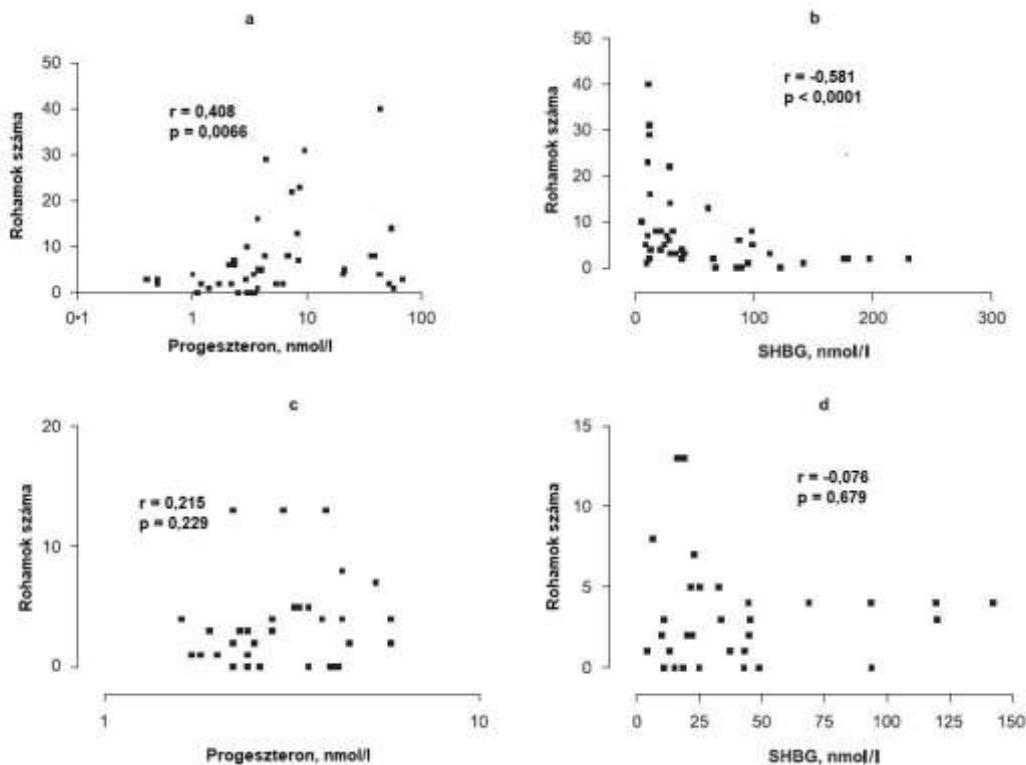 a
50
40
30
20
10
0
Rohamok száma
r = 0,408
p = 0,0066
0•1
1
10
100
Progeszteron, nmol/l
b
50
40
30
20
10
0
Rohamok száma
r = -0,581
p < 0,0001
0
100
200
300
SHBG, nmol/l
c
20
10
0
Rohamok száma
r = 0,215
p = 0,229
1
10
Progeszteron, nmol/l
d
15
10
5
0
Rohamok száma
r = -0,076
p = 0,679
0
25
50
75
100
125
150
SHBG, nmol/l